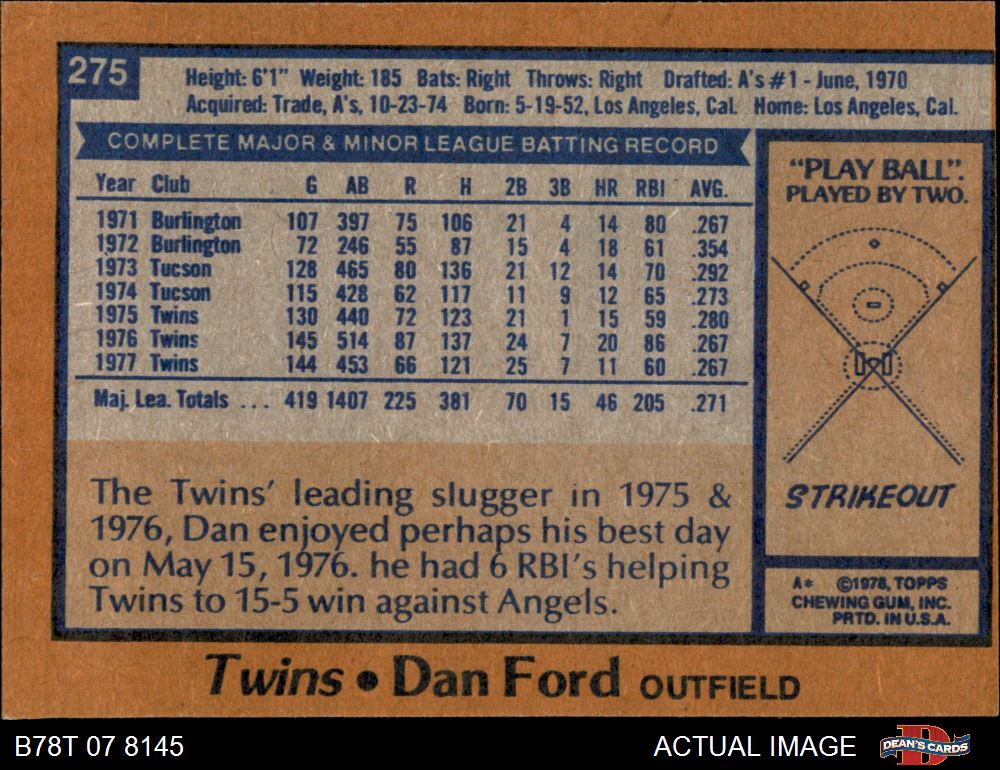 275
Height: 6'1" Weight: 185 Bats: Right Throws: Right Drafted: A's #1 - June, 1970
Acquired: Trade, A's, 10-23-74 Born: 5-19-52, Los Angeles, Cal. Home: Los Angeles, Cal.
COMPLETE MAJOR & MINOR LEAGUE BATTING RECORD
Year Club G AB R H 2B 3B HR RBI AVG.
1971 Burlington 107 397 75 106 21 4 14 80 .267
1972 Burlington 72 246 55 87 15 4 18 61 .354
1973 Tucson 128 465 80 136 21 12 14 70 .292
1974 Tucson 115 428 62 117 11 9 12 65 .273
1975 Twins 130 440 72 123 21 1 15 59 .280
1976 Twins 145 514 87 137 24 7 20 86 .267
1977 Twins 144 453 66 121 25 7 11 60 .267
Maj. Lea. Totals ... 419 1407 225 381 70 15 46 205 .271
The Twins' leading slugger in 1975 &
1976, Dan enjoyed perhaps his best day
on May 15, 1976. he had 6 RBI's helping
Twins to 15-5 win against Angels.
"PLAY BALL".
PLAYED BY TWO.
STRIKEOUT
A* ©1978, TOPPS
CHEWING GUM, INC.
PRTD. IN U.S.A.
Twins • Dan Ford OUTFIELD
B78T 07 8145
ACTUAL IMAGE
DEAN'S CARDS